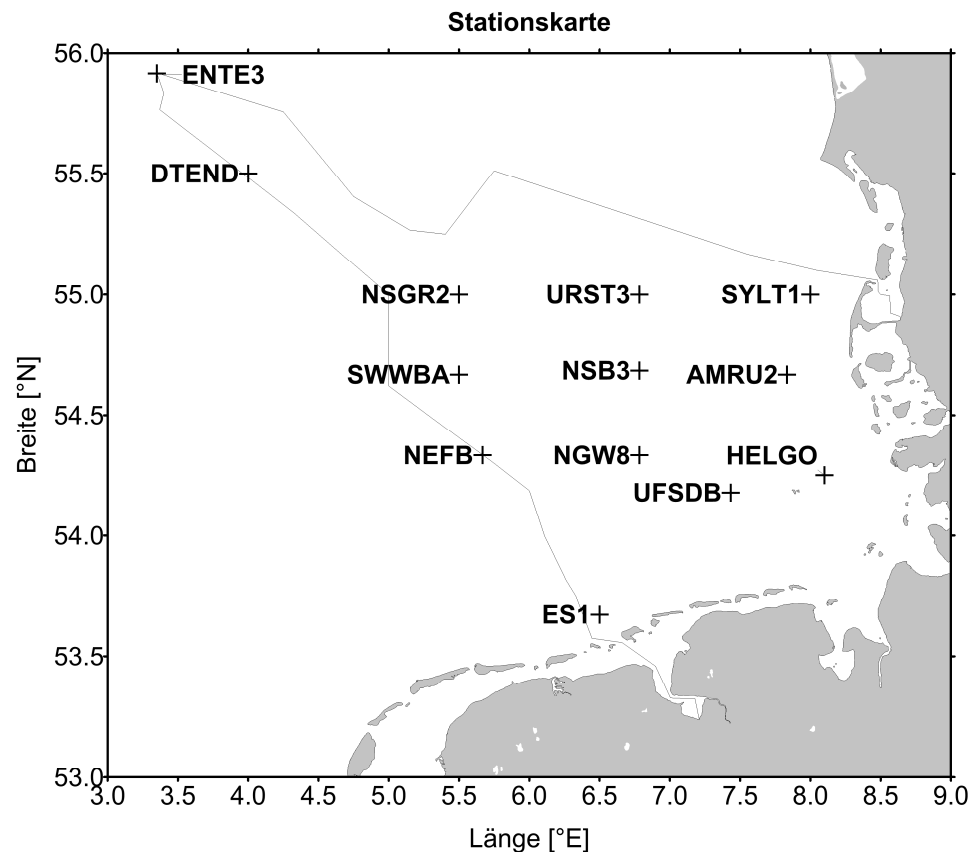 Stationskarte
56.0
ENTE3
DTEND
55.5
NSGR2
URST3
SYLT1
55.0
SWWBA
NSB3
AMRU2
54.5
NEFB
NGW8
HELGO
UFSDB
54.0
ES1
53.5
53.0
Breite [°N]
3.0 3.5 4.0 4.5 5.0 5.5 6.0 6.5 7.0 7.5 8.0 8.5 9.0
Länge [°E]